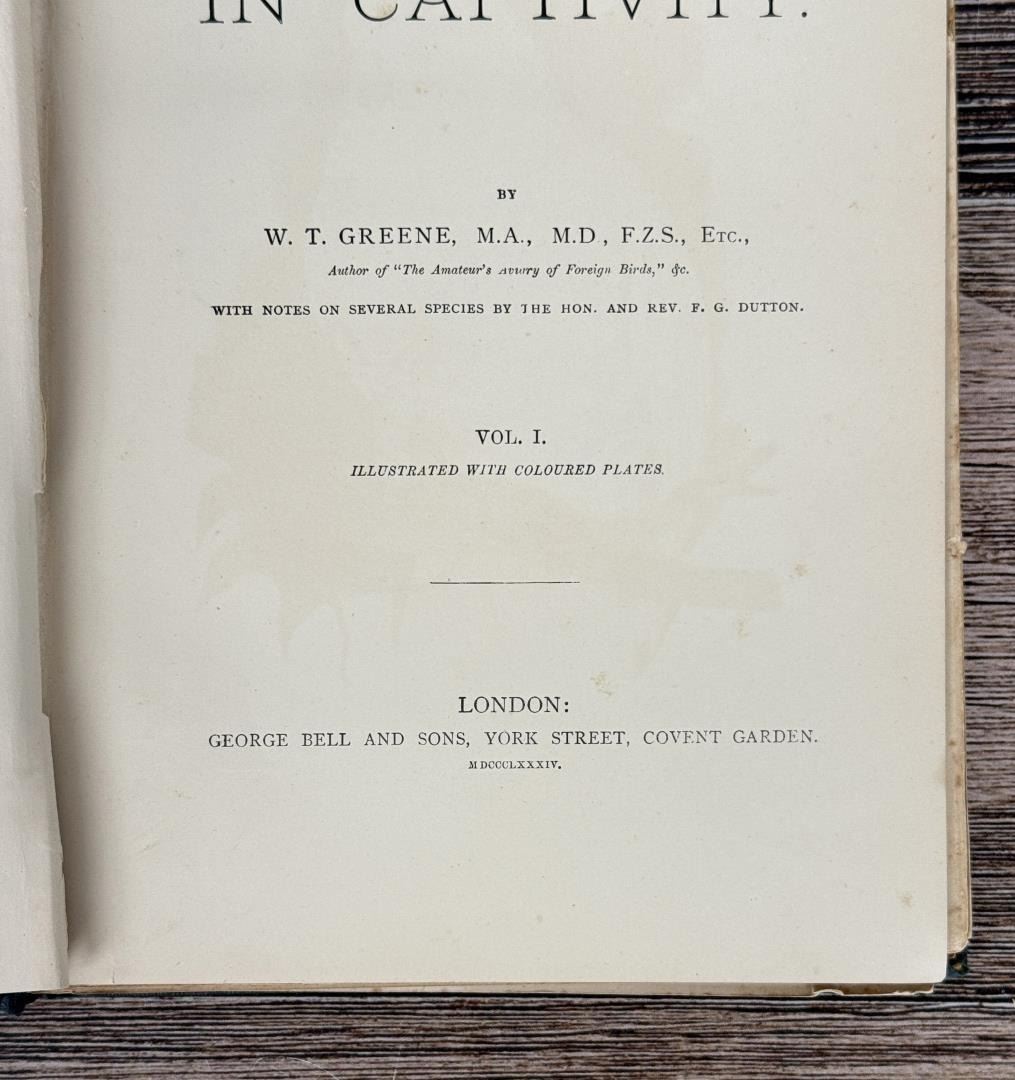 IN CAPTIVITY.
BY
W. T. GREENE, M.A., M.D, F.Z.S., Etc.,
Author of "The Amateur's Aviary of Foreign Birds," &c.
WITH NOTES ON SEVERAL SPECIES BY THE HON. AND REV. F. G. DUTTON.
VOL. I.
ILLUSTRATED WITH COLOURED PLATES.
LONDON:
GEORGE BELL AND SONS, YORK STREET, COVENT GARDEN.
MDCCCLXXXIV.